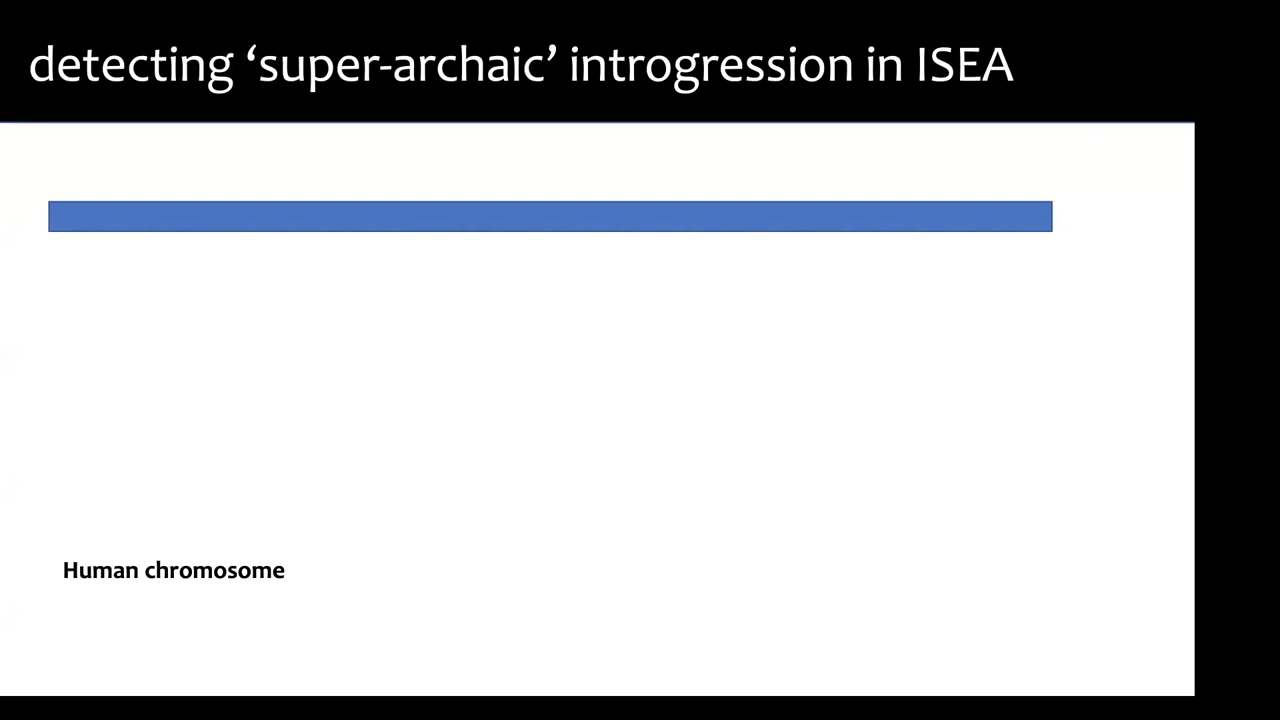 detecting ‘super-archaic’ introgression in ISEA
Human chromosome